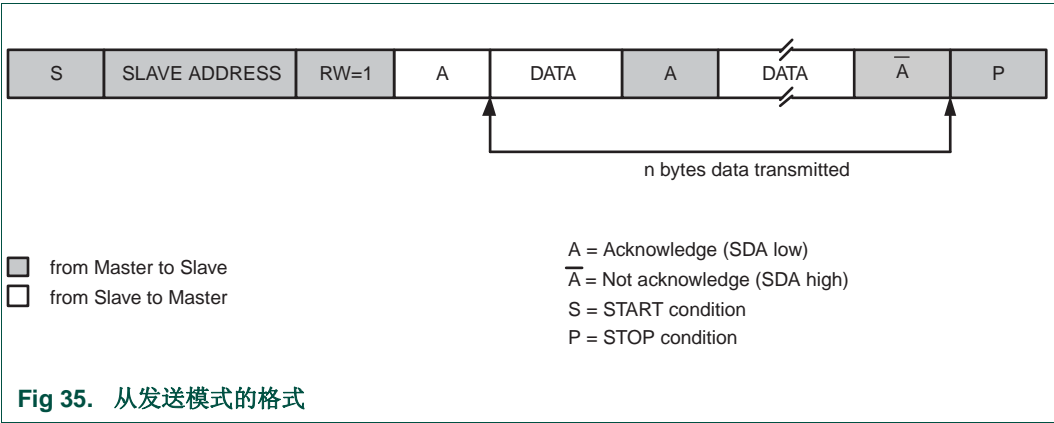 S SLAVE ADDRESS RW=1 A DATA A DATA A̅ P
n bytes data transmitted
from Master to Slave
from Slave to Master
A = Acknowledge (SDA low)
A̅ = Not acknowledge (SDA high)
S = START condition
P = STOP condition
Fig 35. 从发送模式的格式